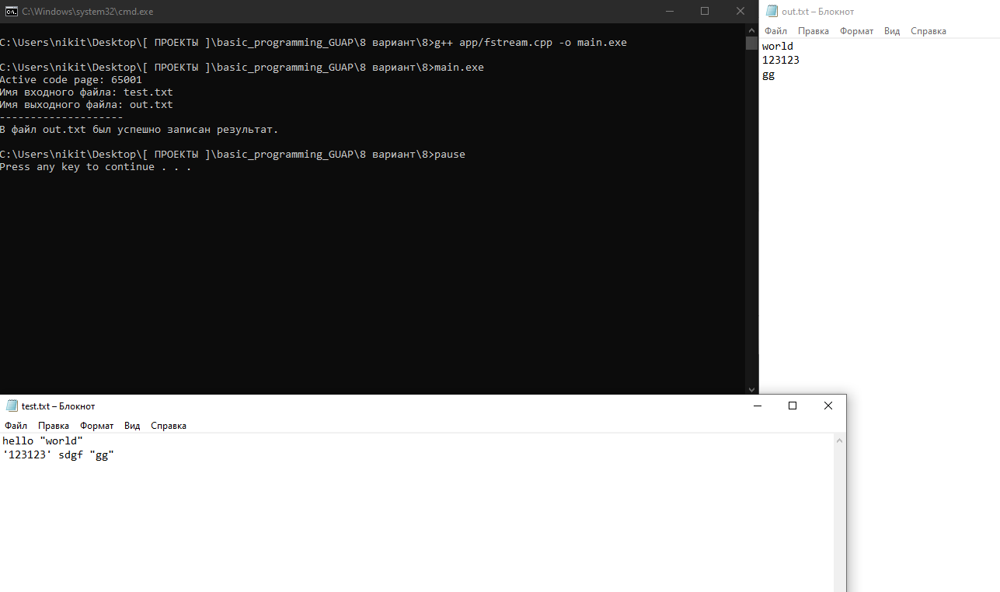 C:\Windows\system32\cmd.exe
C:\Users\nikit\Desktop\[ ПРОЕКТЫ ]\basic_programming_GUAP\8 вариант\8>g++ app/fstream.cpp -o main.exe
C:\Users\nikit\Desktop\[ ПРОЕКТЫ ]\basic_programming_GUAP\8 вариант\8>main.exe
Active code page: 65001
Имя входного файла: test.txt
Имя выходного файла: out.txt
--------------------
В файл out.txt был успешно записан результат.
C:\Users\nikit\Desktop\[ ПРОЕКТЫ ]\basic_programming_GUAP\8 вариант\8>pause
Press any key to continue . . .
out.txt – Блокнот
Файл Правка Формат Вид Справка
world
123123
gg
test.txt – Блокнот
Файл Правка Формат Вид Справка
hello "world"
'123123' sdgf "gg"